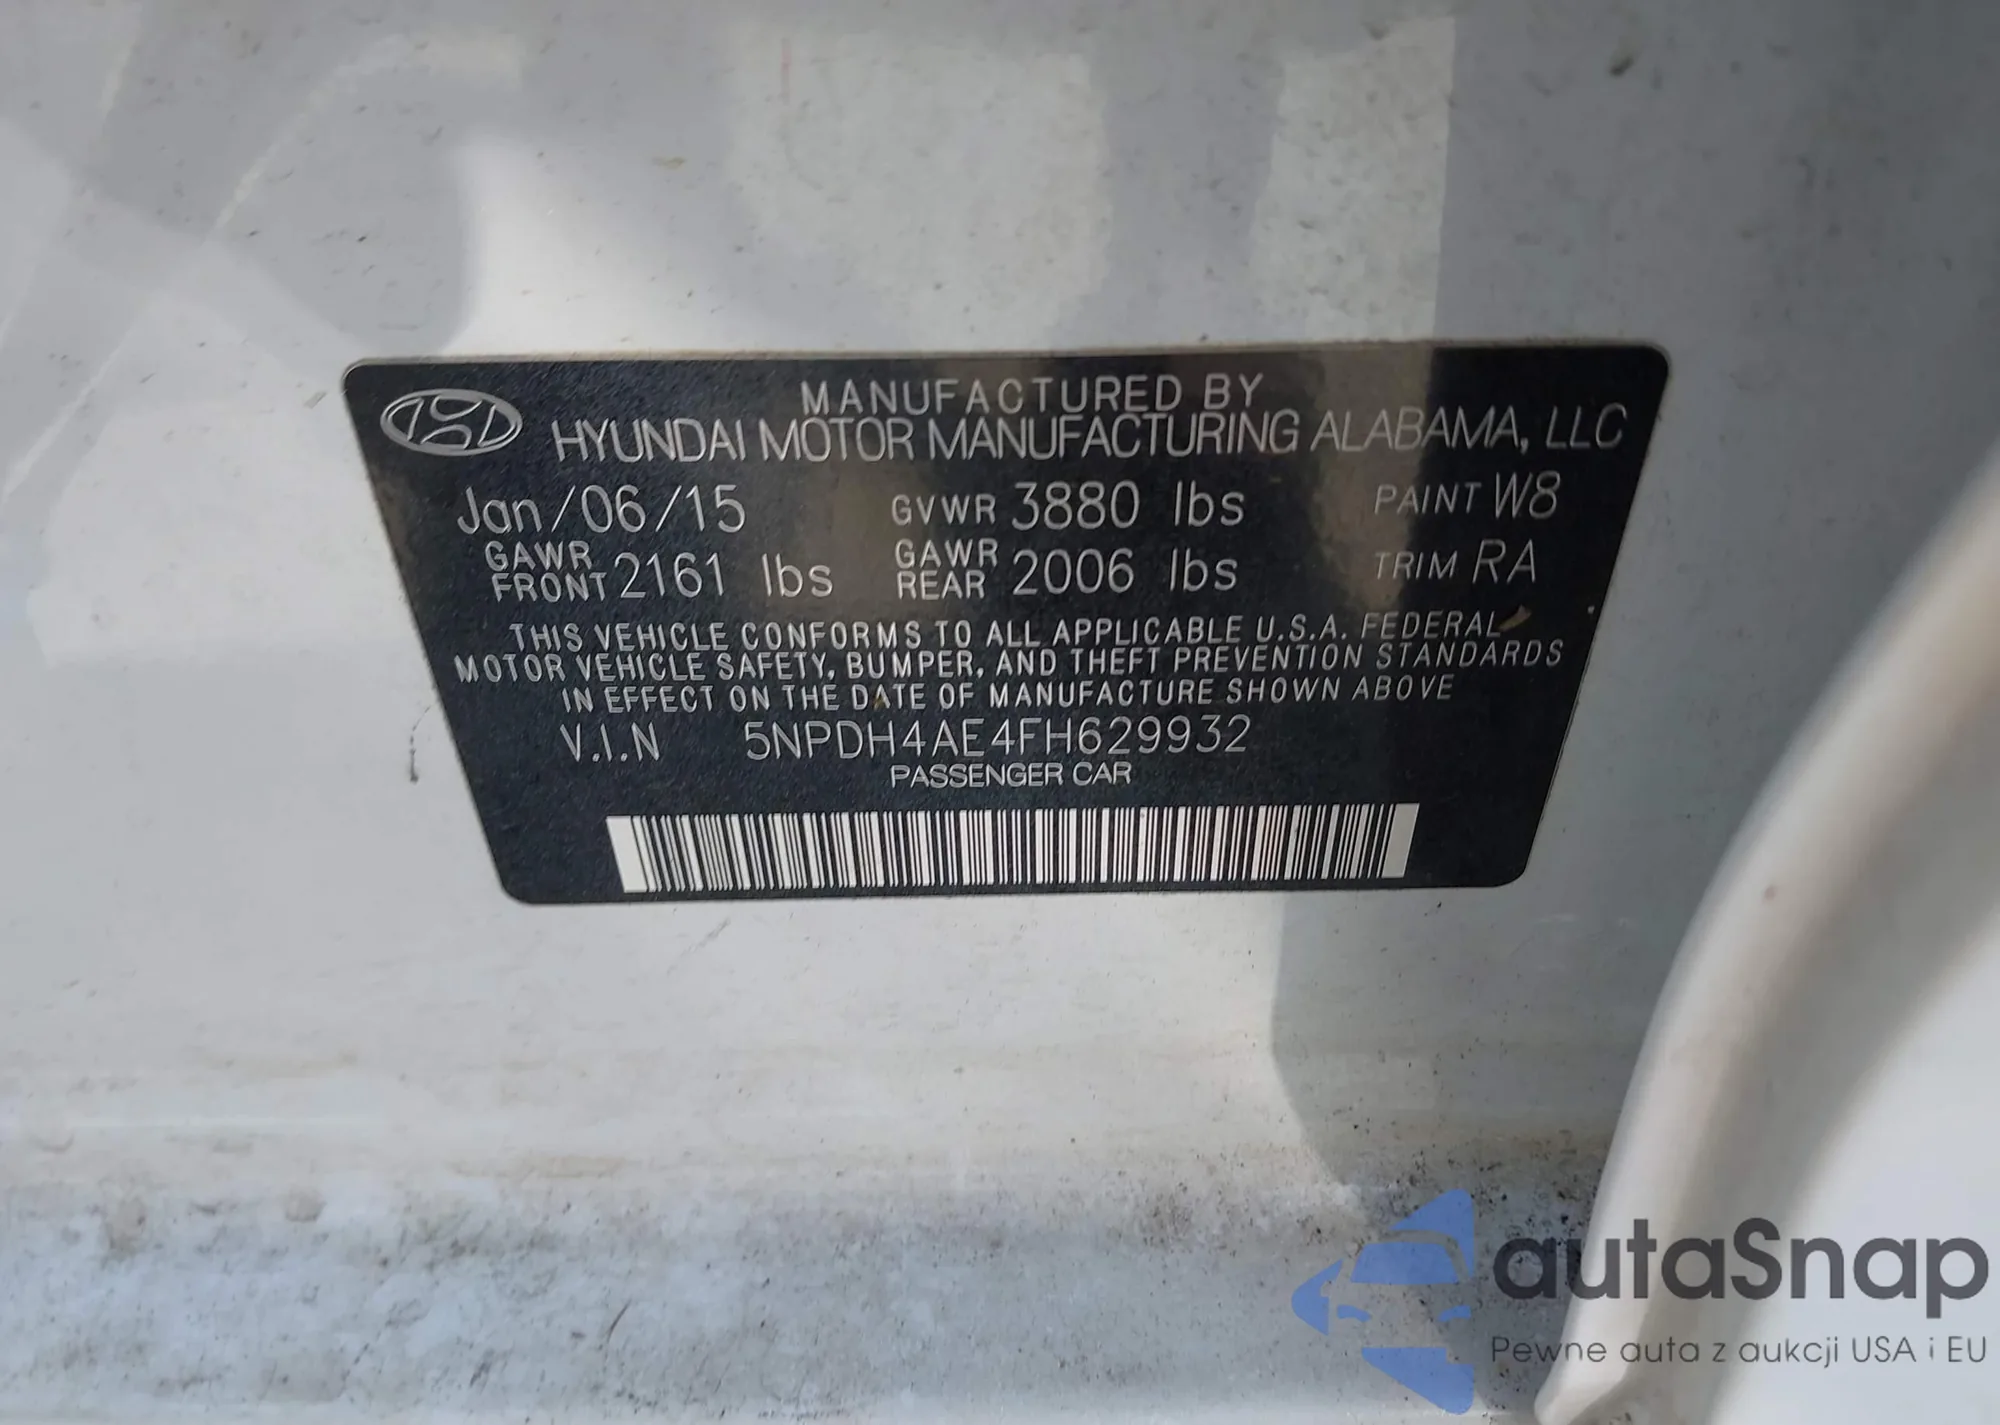 MANUFACTURED BY
HYUNDAI MOTOR MANUFACTURING ALABAMA, LLC
Jan/06/15 GVWR 3880 lbs PAINT W8
GAWR FRONT 2161 lbs GAWR REAR 2006 lbs TRIM RA
THIS VEHICLE CONFORMS TO ALL APPLICABLE U.S.A. FEDERAL
MOTOR VEHICLE SAFETY, BUMPER, AND THEFT PREVENTION STANDARDS
IN EFFECT ON THE DATE OF MANUFACTURE SHOWN ABOVE
V.I.N 5NPDH4AE4FH629932
PASSENGER CAR
autaSnap
Pewne auta z aukcji USA i EU